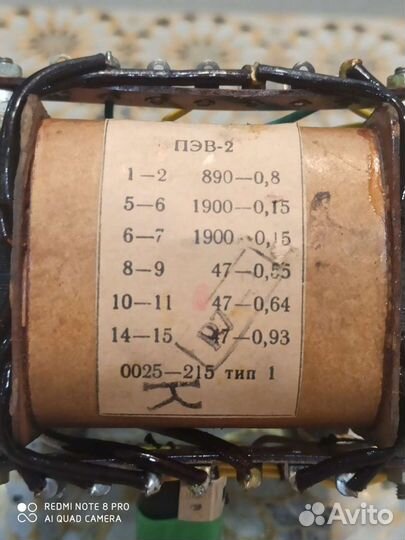 ПЭВ-2
1—2 890—0,8
5—6 1900—0,15
6—7 1900—0,15
8—9 47—0,55
10—11 47—0,64
14—15 47—0,93
0025—215 тип 1
К
REDMI NOTE 8 PRO
AI QUAD CAMERA
Avito